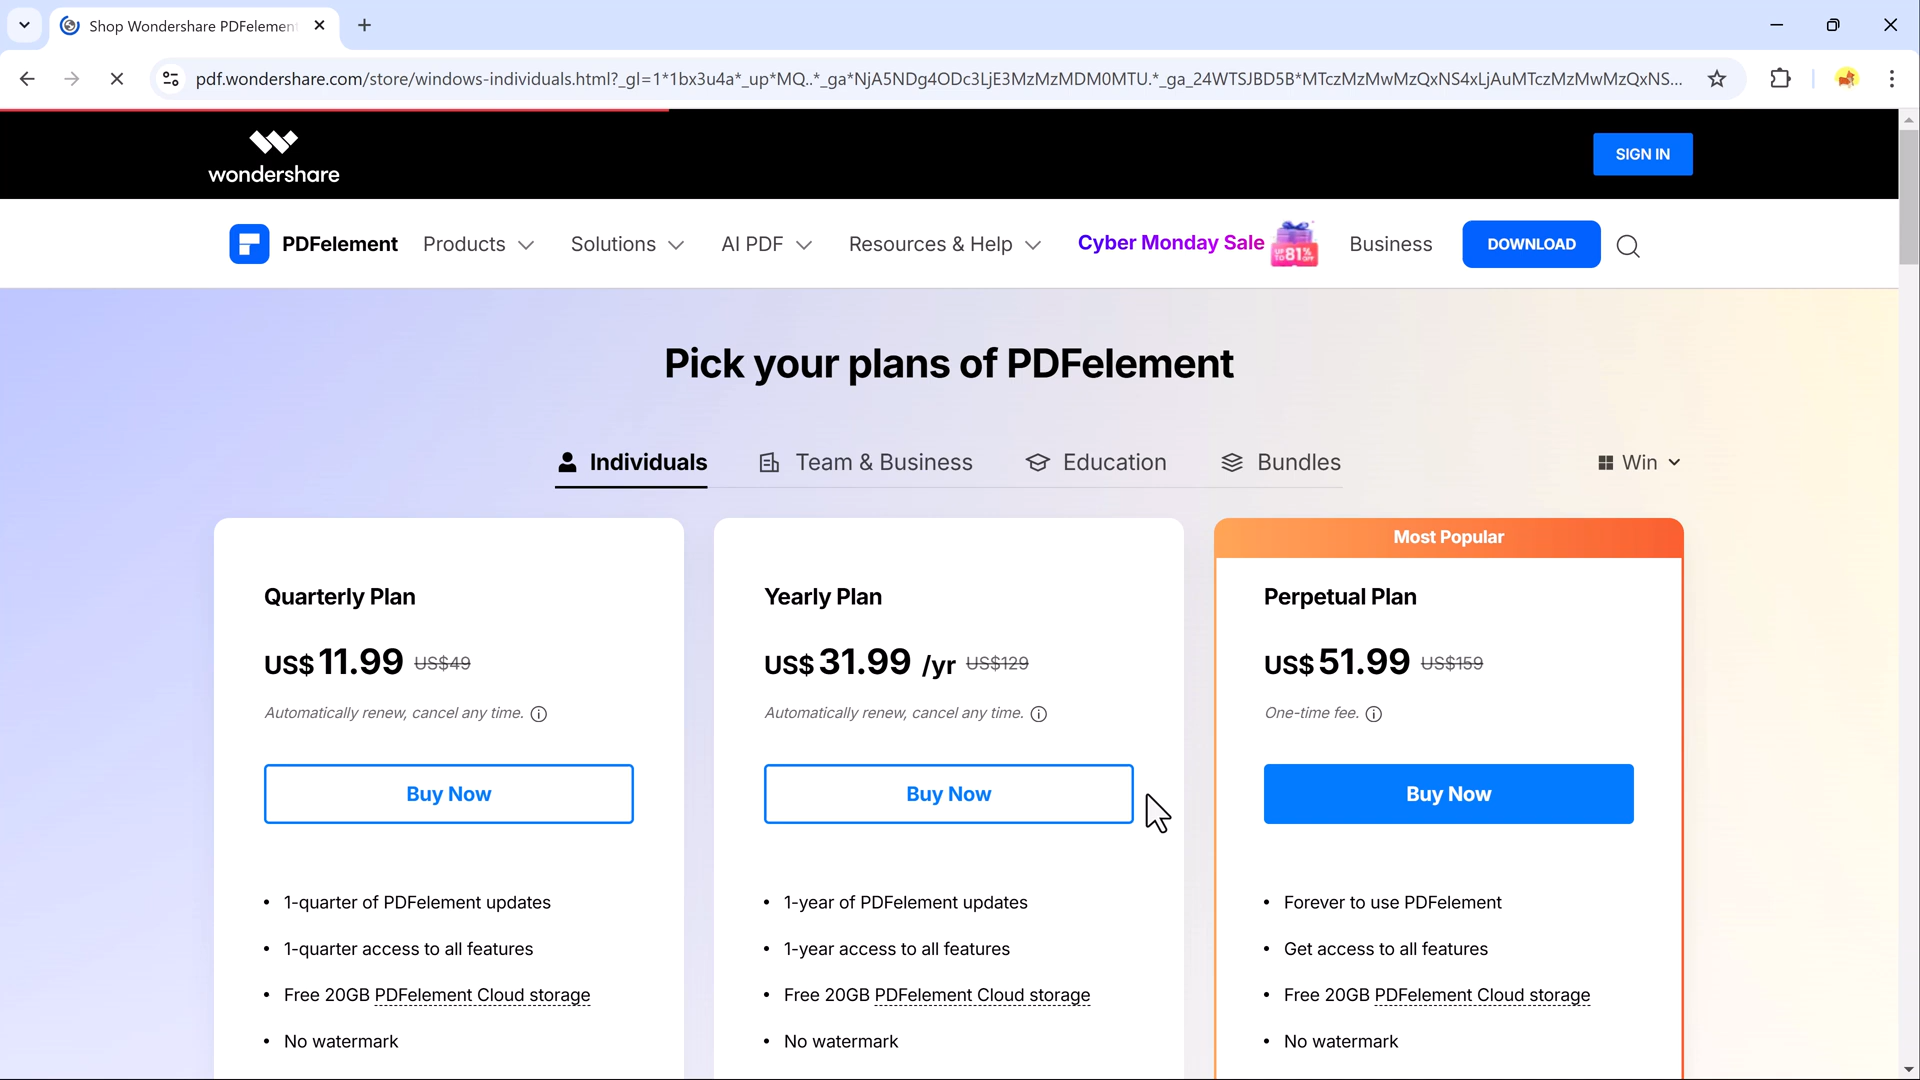 Shop Wondershare PDFelement
pdf.wondershare.com/store/windows-individuals.html?_gl=1*1bx3u4a*_up*MQ..*_ga*NjA5NDg4ODc3LjE3MzMzMDM0MTU.*_ga_24WTSJBD5B*MTczMzMwMzQxNS4xLjAuMTczMzMwMzQxNS...
wondershare
SIGN IN
PDFelement Products Solutions AI PDF Resources & Help Cyber Monday Sale UP TO 81% OFF Business DOWNLOAD
Pick your plans of PDFelement
Individuals Team & Business Education Bundles Win
Most Popular
Quarterly Plan Yearly Plan Perpetual Plan
US$ 11.99 US$49 US$ 31.99 /yr US$129 US$ 51.99 US$159
Automatically renew, cancel any time. Automatically renew, cancel any time. One-time fee.
Buy Now Buy Now Buy Now
• 1-quarter of PDFelement updates • 1-year of PDFelement updates • Forever to use PDFelement
• 1-quarter access to all features • 1-year access to all features • Get access to all features
• Free 20GB PDFelement Cloud storage • Free 20GB PDFelement Cloud storage • Free 20GB PDFelement Cloud storage
• No watermark • No watermark • No watermark